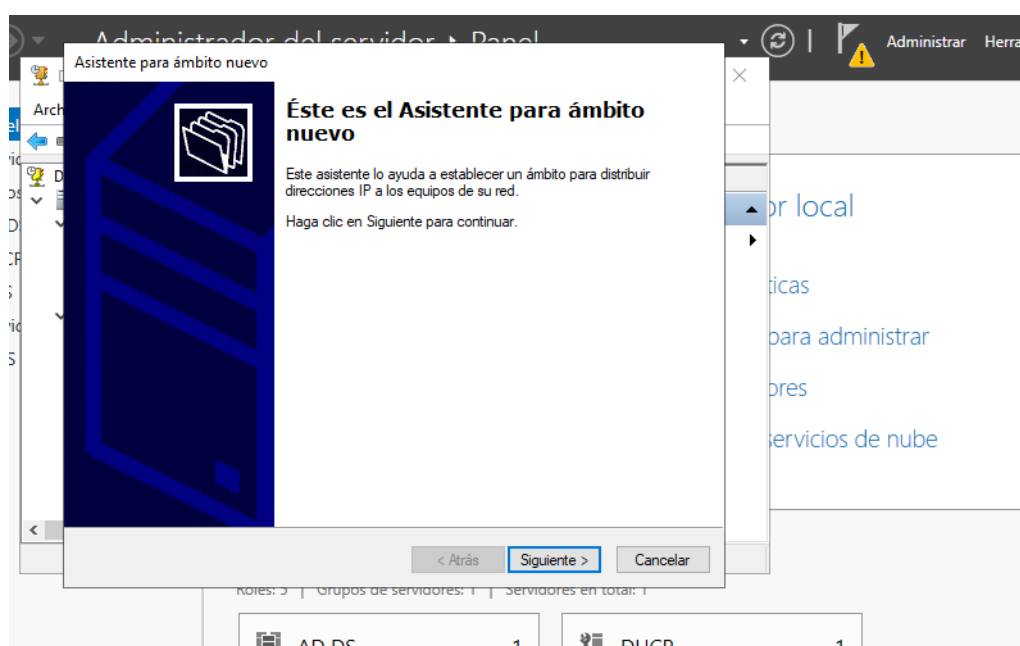 Administrador del servidor ‣ Panel
Administrar Herra
Asistente para ámbito nuevo
Arch
Éste es el Asistente para ámbito
nuevo
Este asistente lo ayuda a establecer un ámbito para distribuir
direcciones IP a los equipos de su red.
Haga clic en Siguiente para continuar.
or local
ticas
para administrar
ores
servicios de nube
< Atrás
Siguiente >
Cancelar
Roles: 5 | Grupos de servidores: 1 | Servidores en total: 1
AD DS 1
DHCP 1